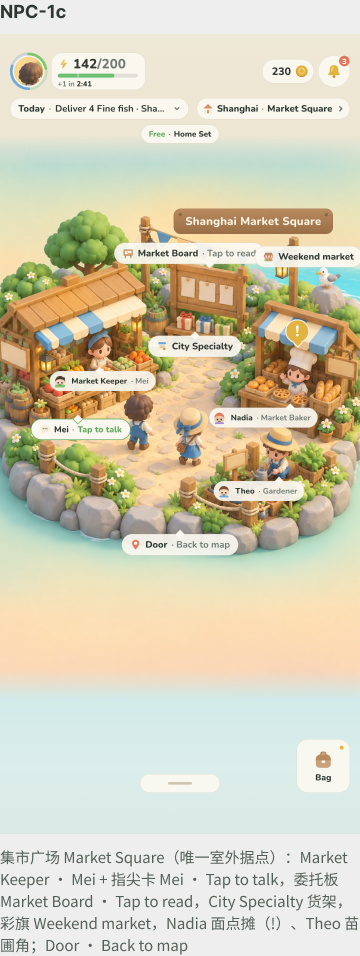 NPC-1c
142/200
+1 in 2:41
230
3
Today · Deliver 4 Fine fish · Sha...
Shanghai · Market Square
Free · Home Set
Shanghai Market Square
Market Board · Tap to read
Weekend market
!
City Specialty
Market Keeper · Mei
Nadia · Market Baker
Mei · Tap to talk
Theo · Gardener
Door · Back to map
Bag
集市广场 Market Square（唯一室外据点）：Market
Keeper · Mei + 指尖卡 Mei · Tap to talk，委托板
Market Board · Tap to read，City Specialty 货架，
彩旗 Weekend market，Nadia 面点摊（!）、Theo 苗
圃角；Door · Back to map